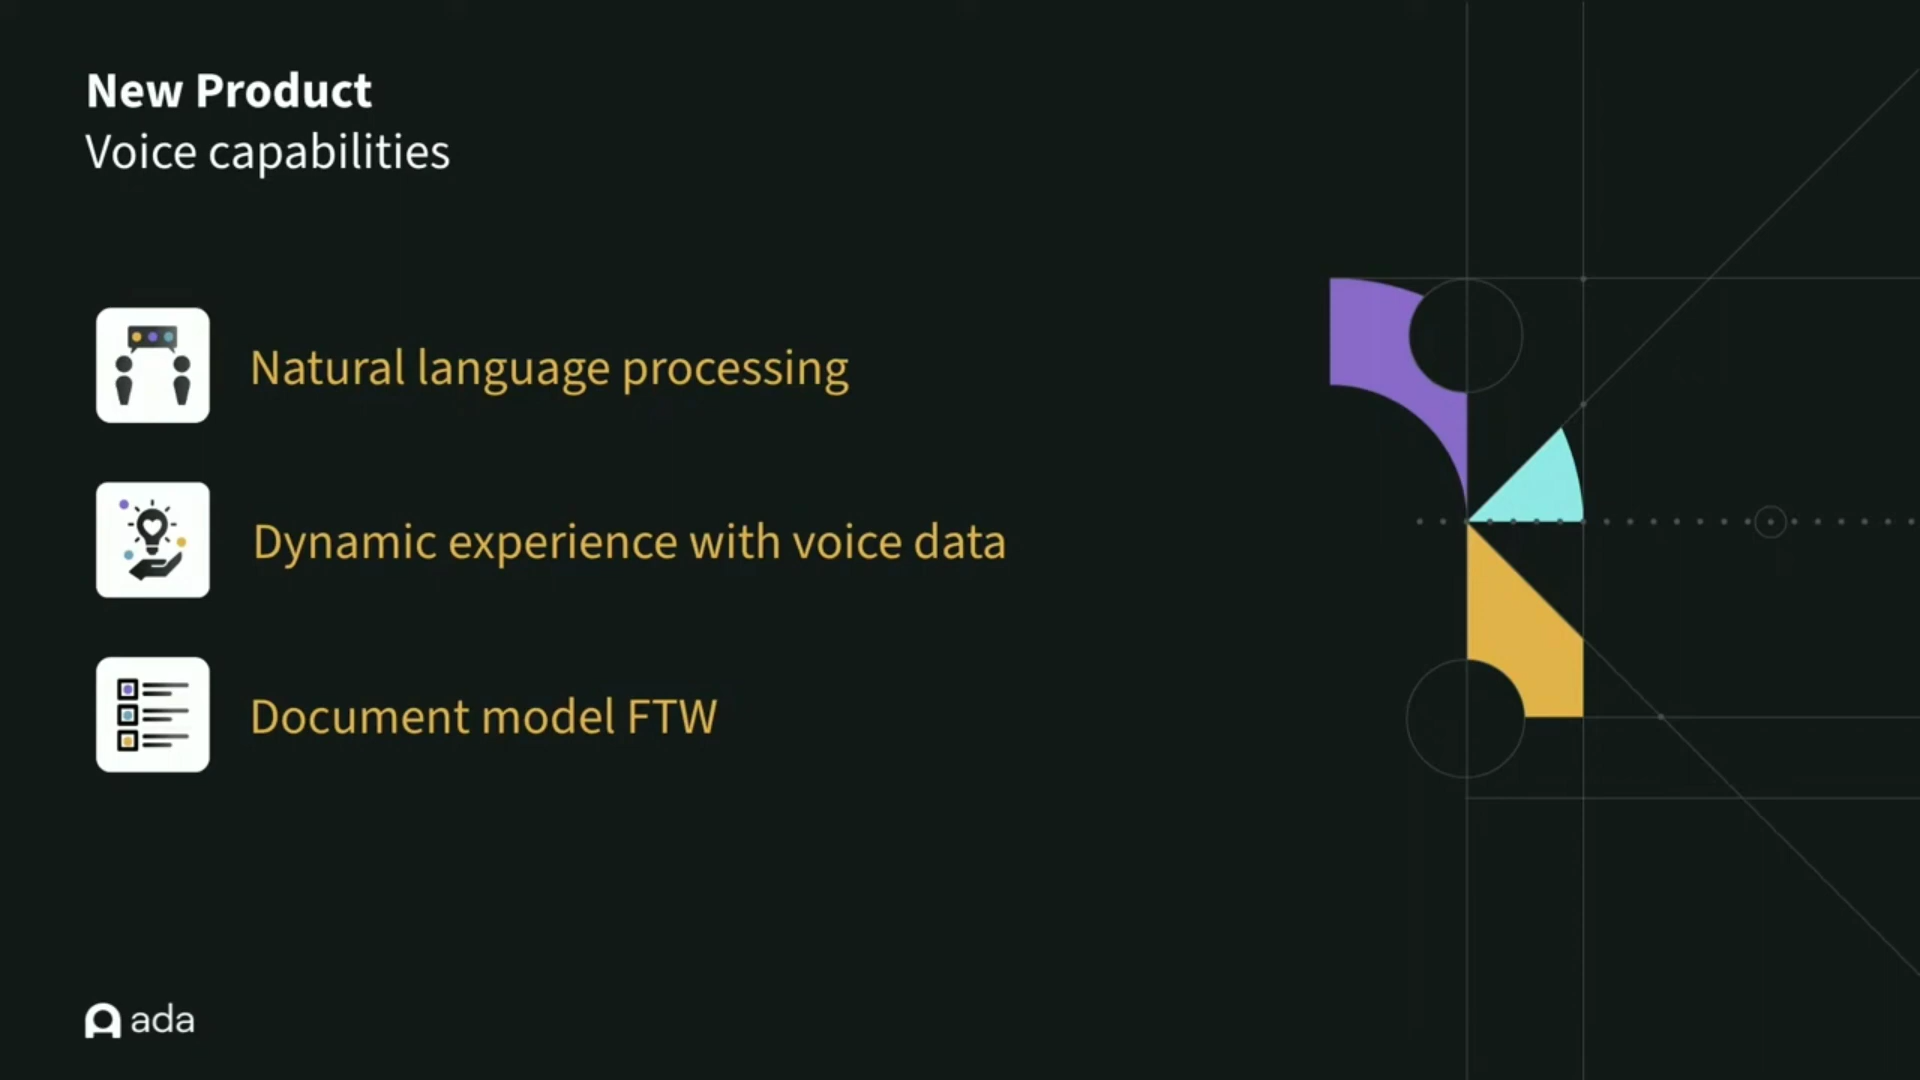 New Product
Voice capabilities
Natural language processing
Dynamic experience with voice data
Document model FTW
ada